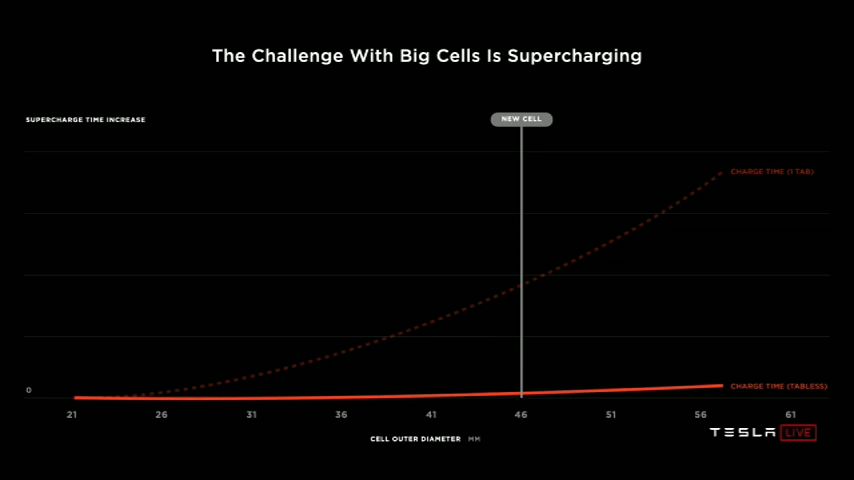 The Challenge With Big Cells Is Supercharging
SUPERCHARGE TIME INCREASE
NEW CELL
CHARGE TIME (1 TAB)
0
CHARGE TIME (TABLESS)
21 26 31 36 41 46 51 56 61
CELL OUTER DIAMETER MM
TESLA LIVE